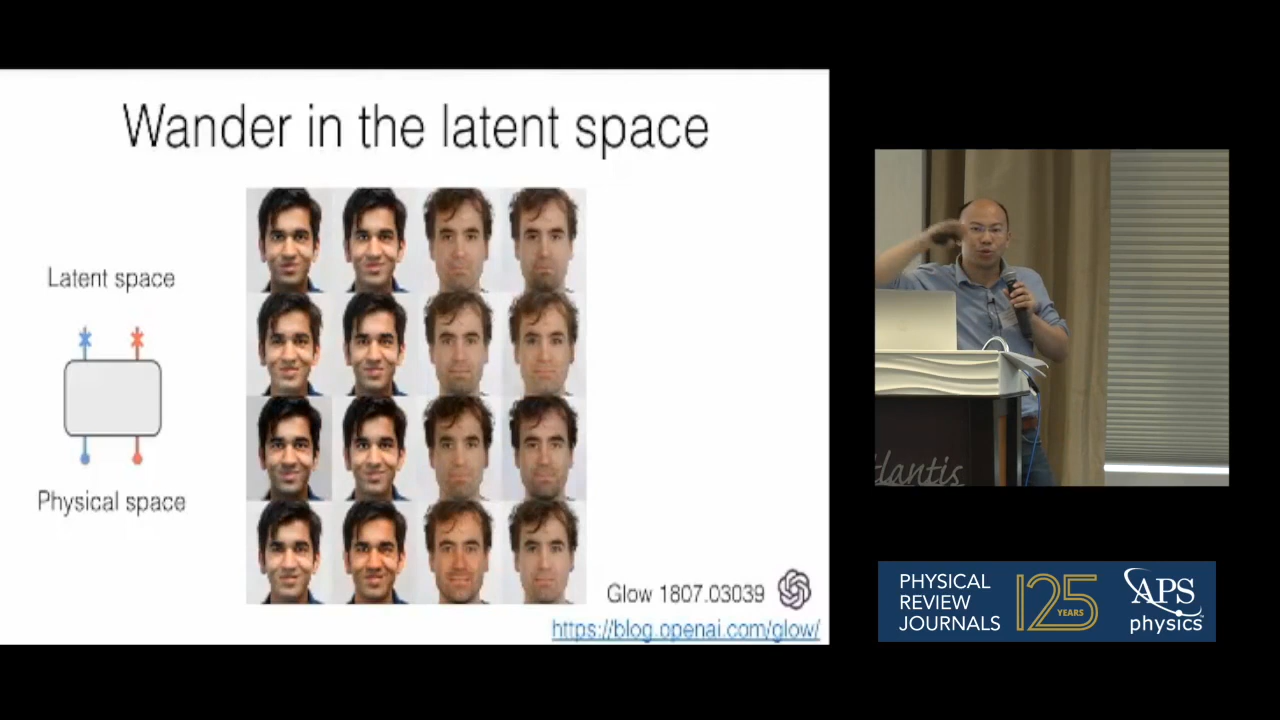 Wander in the latent space
Latent space
Physical space
Glow 1807.03039
https://blog.openai.com/glow/
lantis
PHYSICAL
REVIEW
JOURNALS
125
YEARS
APS
physics